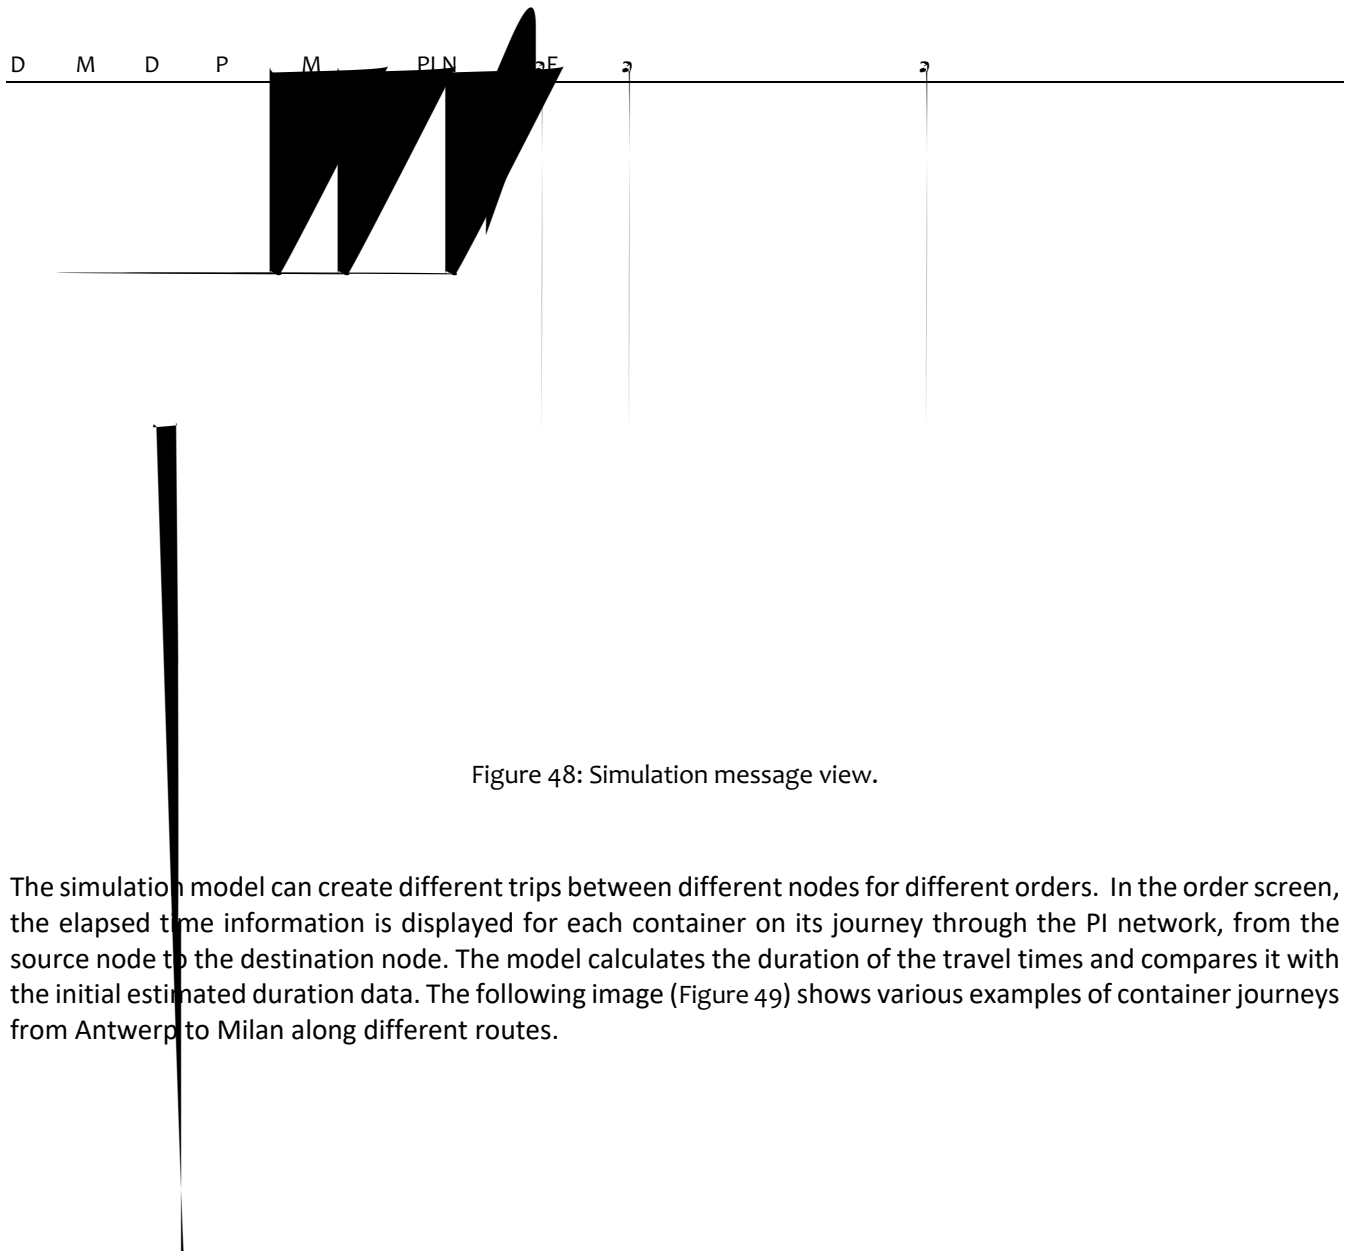 D M D P M PI N F
Figure 48: Simulation message view.
The simulation model can create different trips between different nodes for different orders. In the order screen,
the elapsed time information is displayed for each container on its journey through the PI network, from the
source node to the destination node. The model calculates the duration of the travel times and compares it with
the initial estimated duration data. The following image (Figure 49) shows various examples of container journeys
from Antwerp to Milan along different routes.